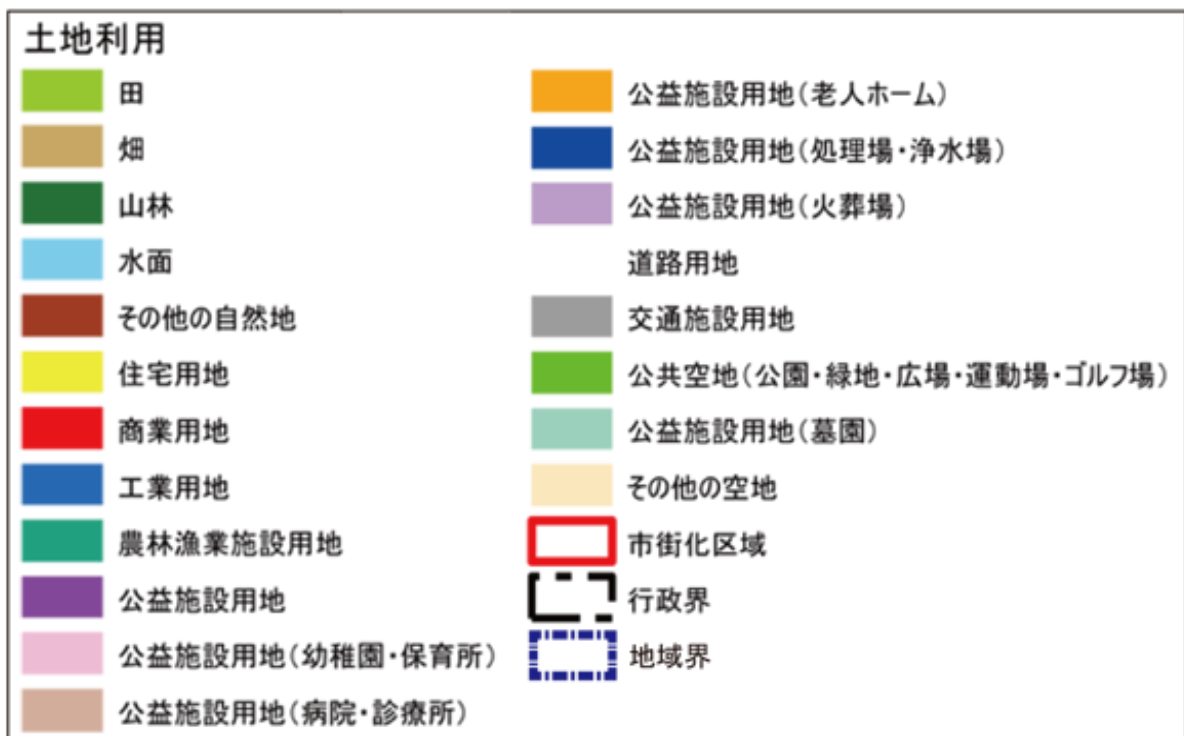 土地利用
田
畑
山林
水面
その他の自然地
住宅用地
商業用地
工業用地
農林漁業施設用地
公益施設用地
公益施設用地(幼稚園・保育所)
公益施設用地(病院・診療所)
公益施設用地(老人ホーム)
公益施設用地(処理場・浄水場)
公益施設用地(火葬場)
道路用地
交通施設用地
公共空地(公園・緑地・広場・運動場・ゴルフ場)
公益施設用地(墓園)
その他の空地
市街化区域
行政界
地域界